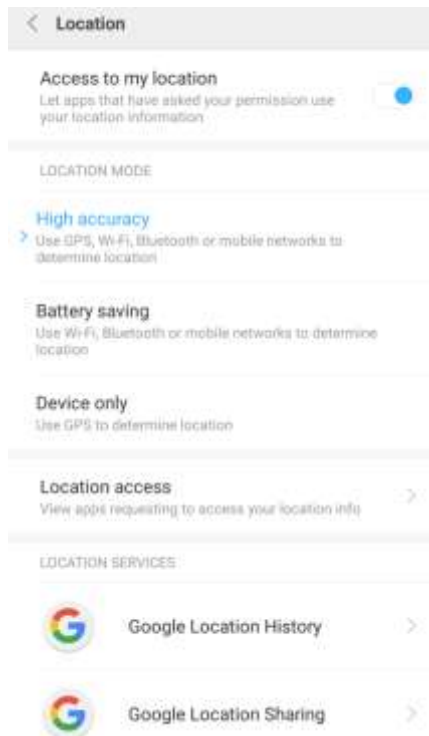 Location
Access to my location
Let apps that have asked your permission use
your location information
LOCATION MODE
High accuracy
Use GPS, Wi-Fi, Bluetooth or mobile networks to
determine location
Battery saving
Use Wi-Fi, Bluetooth or mobile networks to determine
location
Device only
Use GPS to determine location
Location access
View apps requesting to access your location info
LOCATION SERVICES
Google Location History
Google Location Sharing